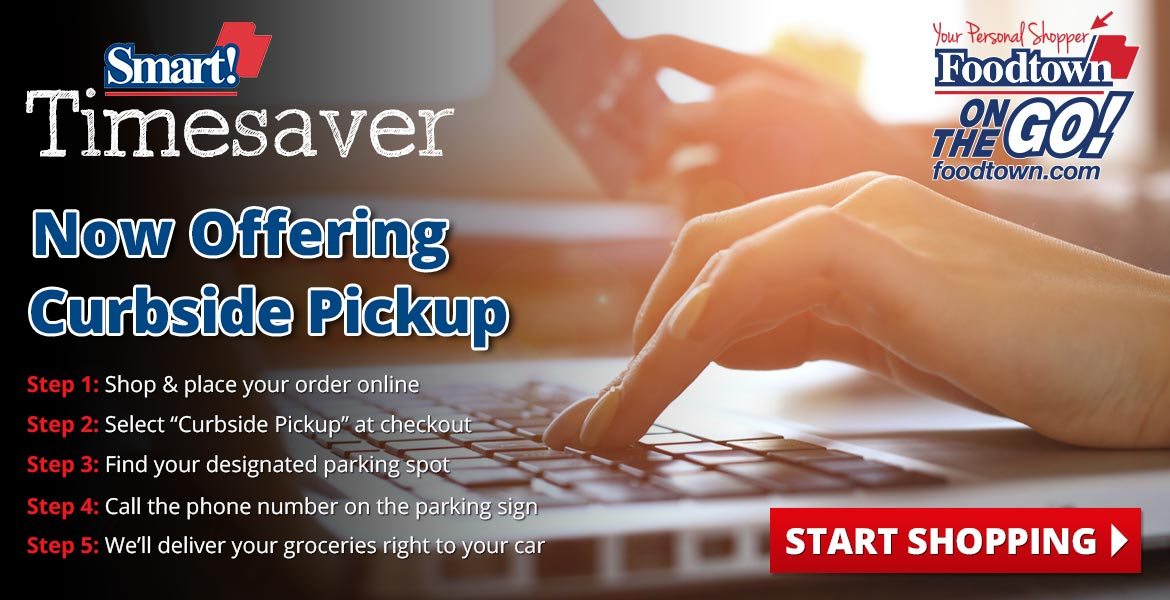 Smart!
Timesaver
Your Personal Shopper
Foodtown
ON
THE GO!
foodtown.com
Now Offering
Curbside Pickup
Step 1: Shop & place your order online
Step 2: Select “Curbside Pickup” at checkout
Step 3: Find your designated parking spot
Step 4: Call the phone number on the parking sign
Step 5: We’ll deliver your groceries right to your car
START SHOPPING